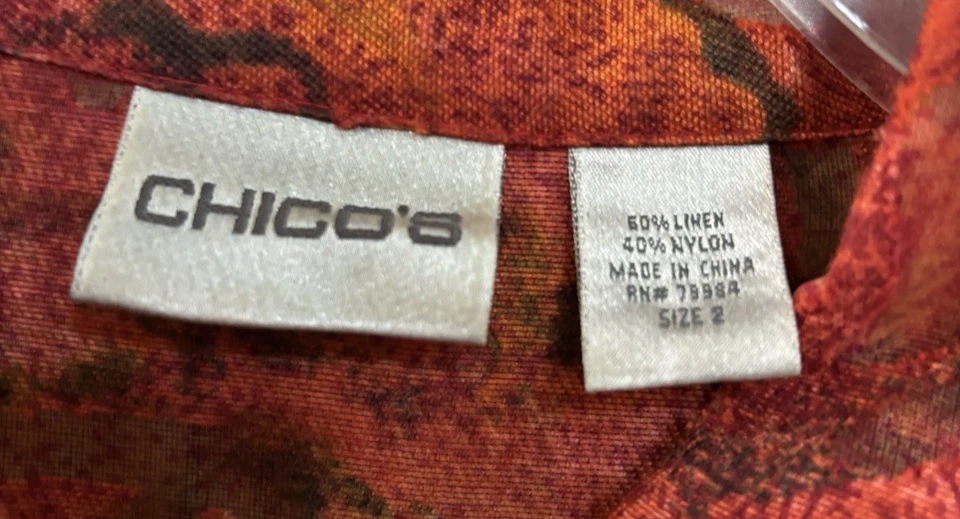 CHICO'S
60% LINEN
40% NYLON
MADE IN CHINA
RN# 79984
SIZE 2